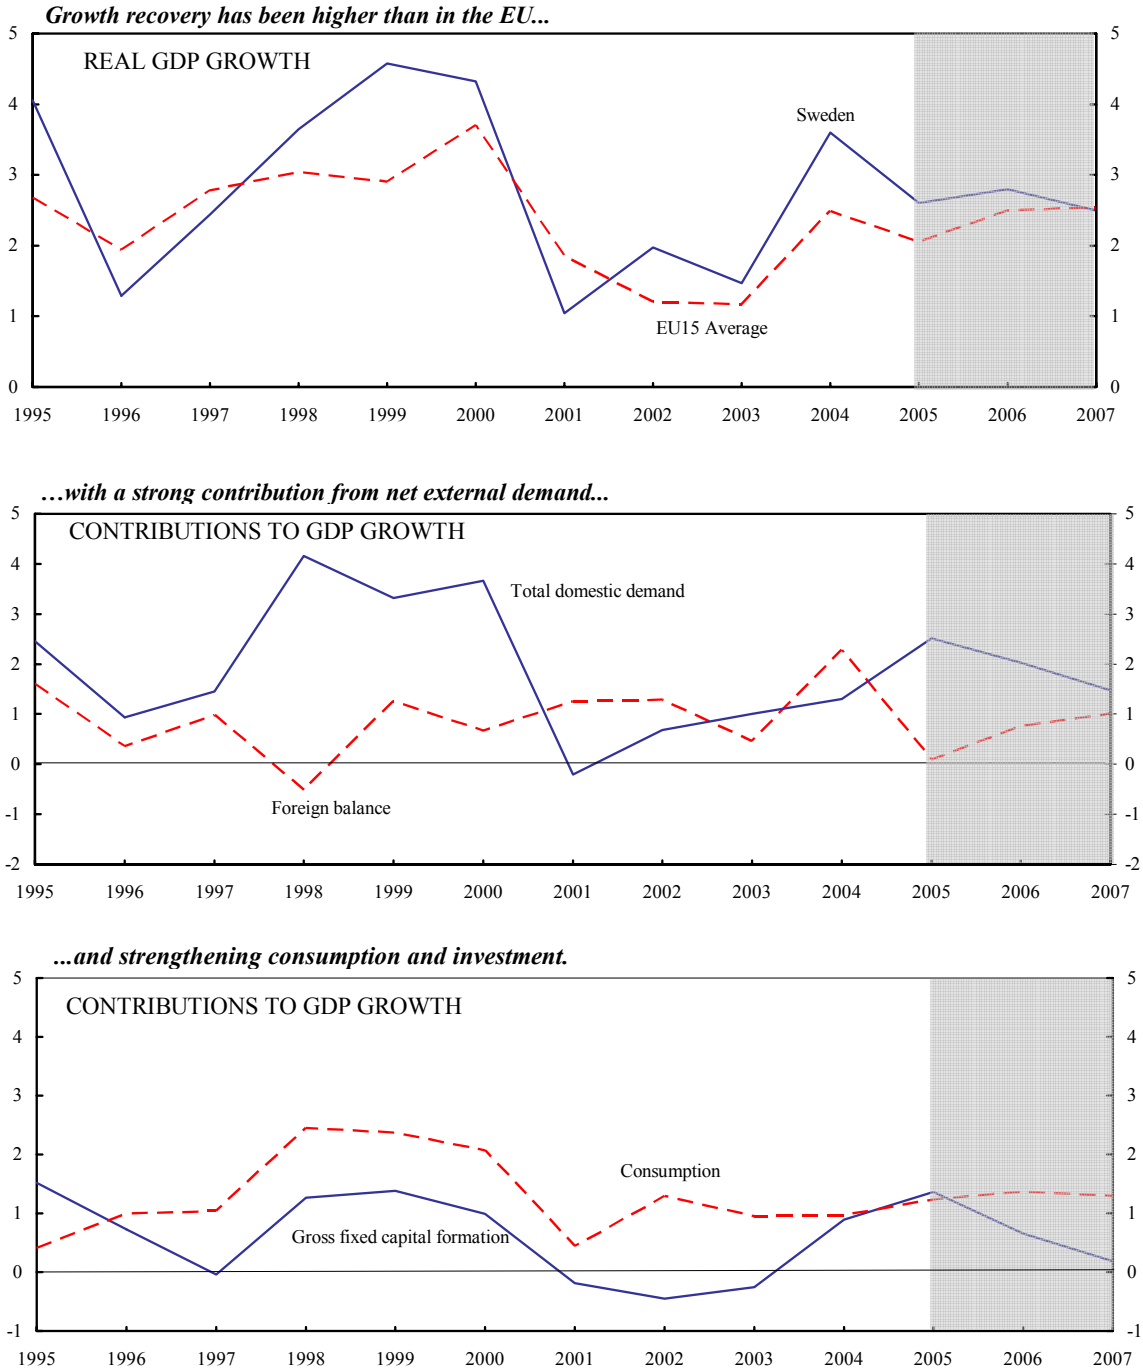 Growth recovery has been higher than in the EU...
5 5
REAL GDP GROWTH
4 4
Sweden
3 3
2 2
1 1
EU15 Average
0 0
1995 1996 1997 1998 1999 2000 2001 2002 2003 2004 2005 2006 2007
…with a strong contribution from net external demand...
5 5
CONTRIBUTIONS TO GDP GROWTH
4 4
Total domestic demand
3 3
2 2
1 1
0 0
Foreign balance
-1 -1
-2 -2
1995 1996 1997 1998 1999 2000 2001 2002 2003 2004 2005 2006 2007
...and strengthening consumption and investment.
5 5
CONTRIBUTIONS TO GDP GROWTH
4 4
3 3
2 2
Consumption
1 1
Gross fixed capital formation
0 0
-1 -1
1995 1996 1997 1998 1999 2000 2001 2002 2003 2004 2005 2006 2007